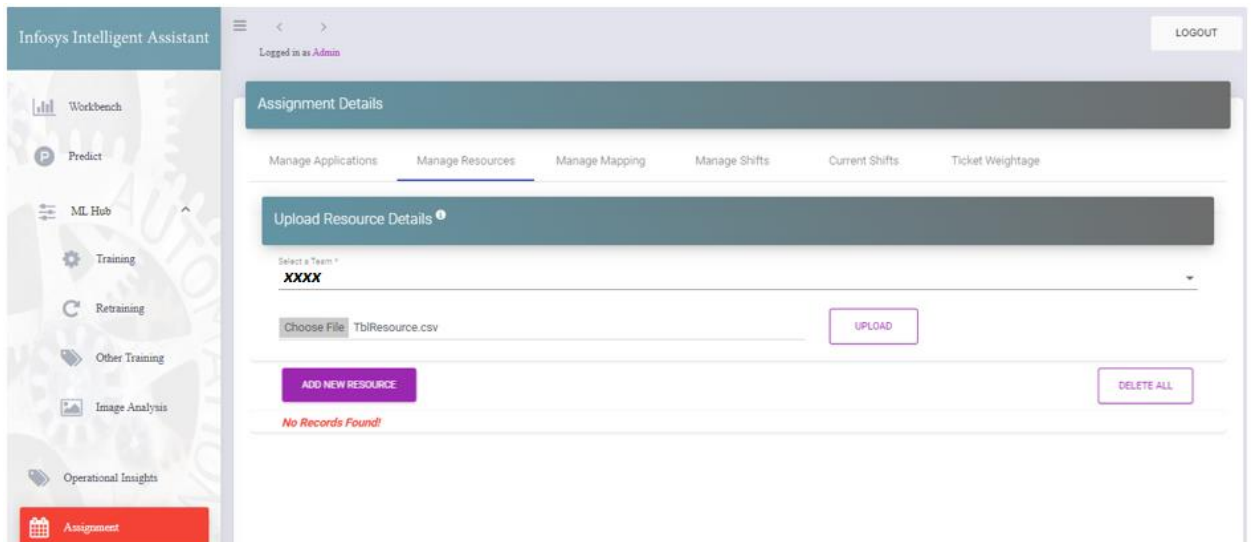 Infosys Intelligent Assistant
Logged in as Admin
LOGOUT
Workbench
Predict
ML Hub
Training
Retraining
Other Training
Image Analysis
Operational Insights
Assignment
Assignment Details
Manage Applications Manage Resources Manage Mapping Manage Shifts Current Shifts Ticket Weightage
Upload Resource Details
Select a Team *
XXXX
Choose File TblResource.csv UPLOAD
ADD NEW RESOURCE DELETE ALL
No Records Found!